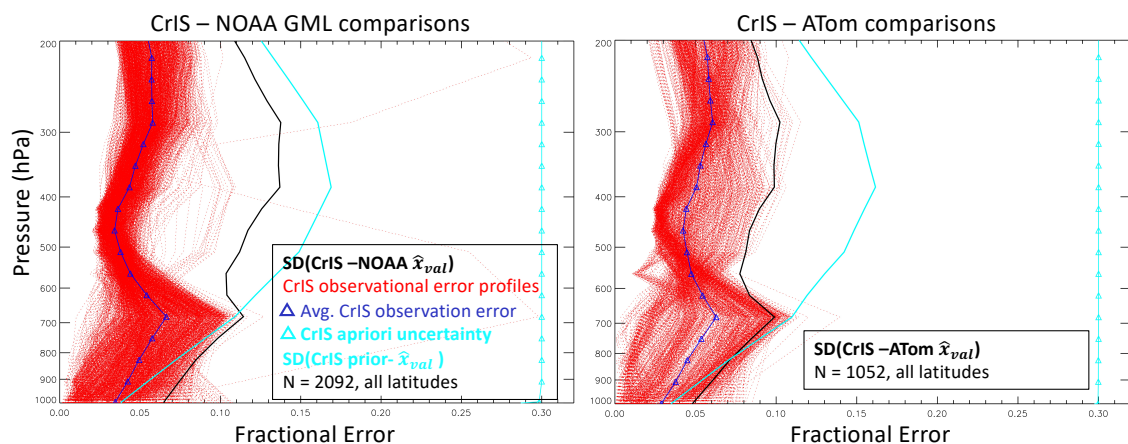 CrIS – NOAA GML comparisons
200
300
400
500
600
700
800
900
1000
Pressure (hPa)
SD(CrIS –NOAA x̂val)
CrIS observational error profiles
△ Avg. CrIS observation error
△ CrIS apriori uncertainty
SD(CrIS prior- x̂val )
N = 2092, all latitudes
0.00 0.05 0.10 0.15 0.20 0.25 0.30
Fractional Error
CrIS – ATom comparisons
200
300
400
500
600
700
800
900
1000
SD(CrIS –ATom x̂val)
N = 1052, all latitudes
0.00 0.05 0.10 0.15 0.20 0.25 0.30
Fractional Error